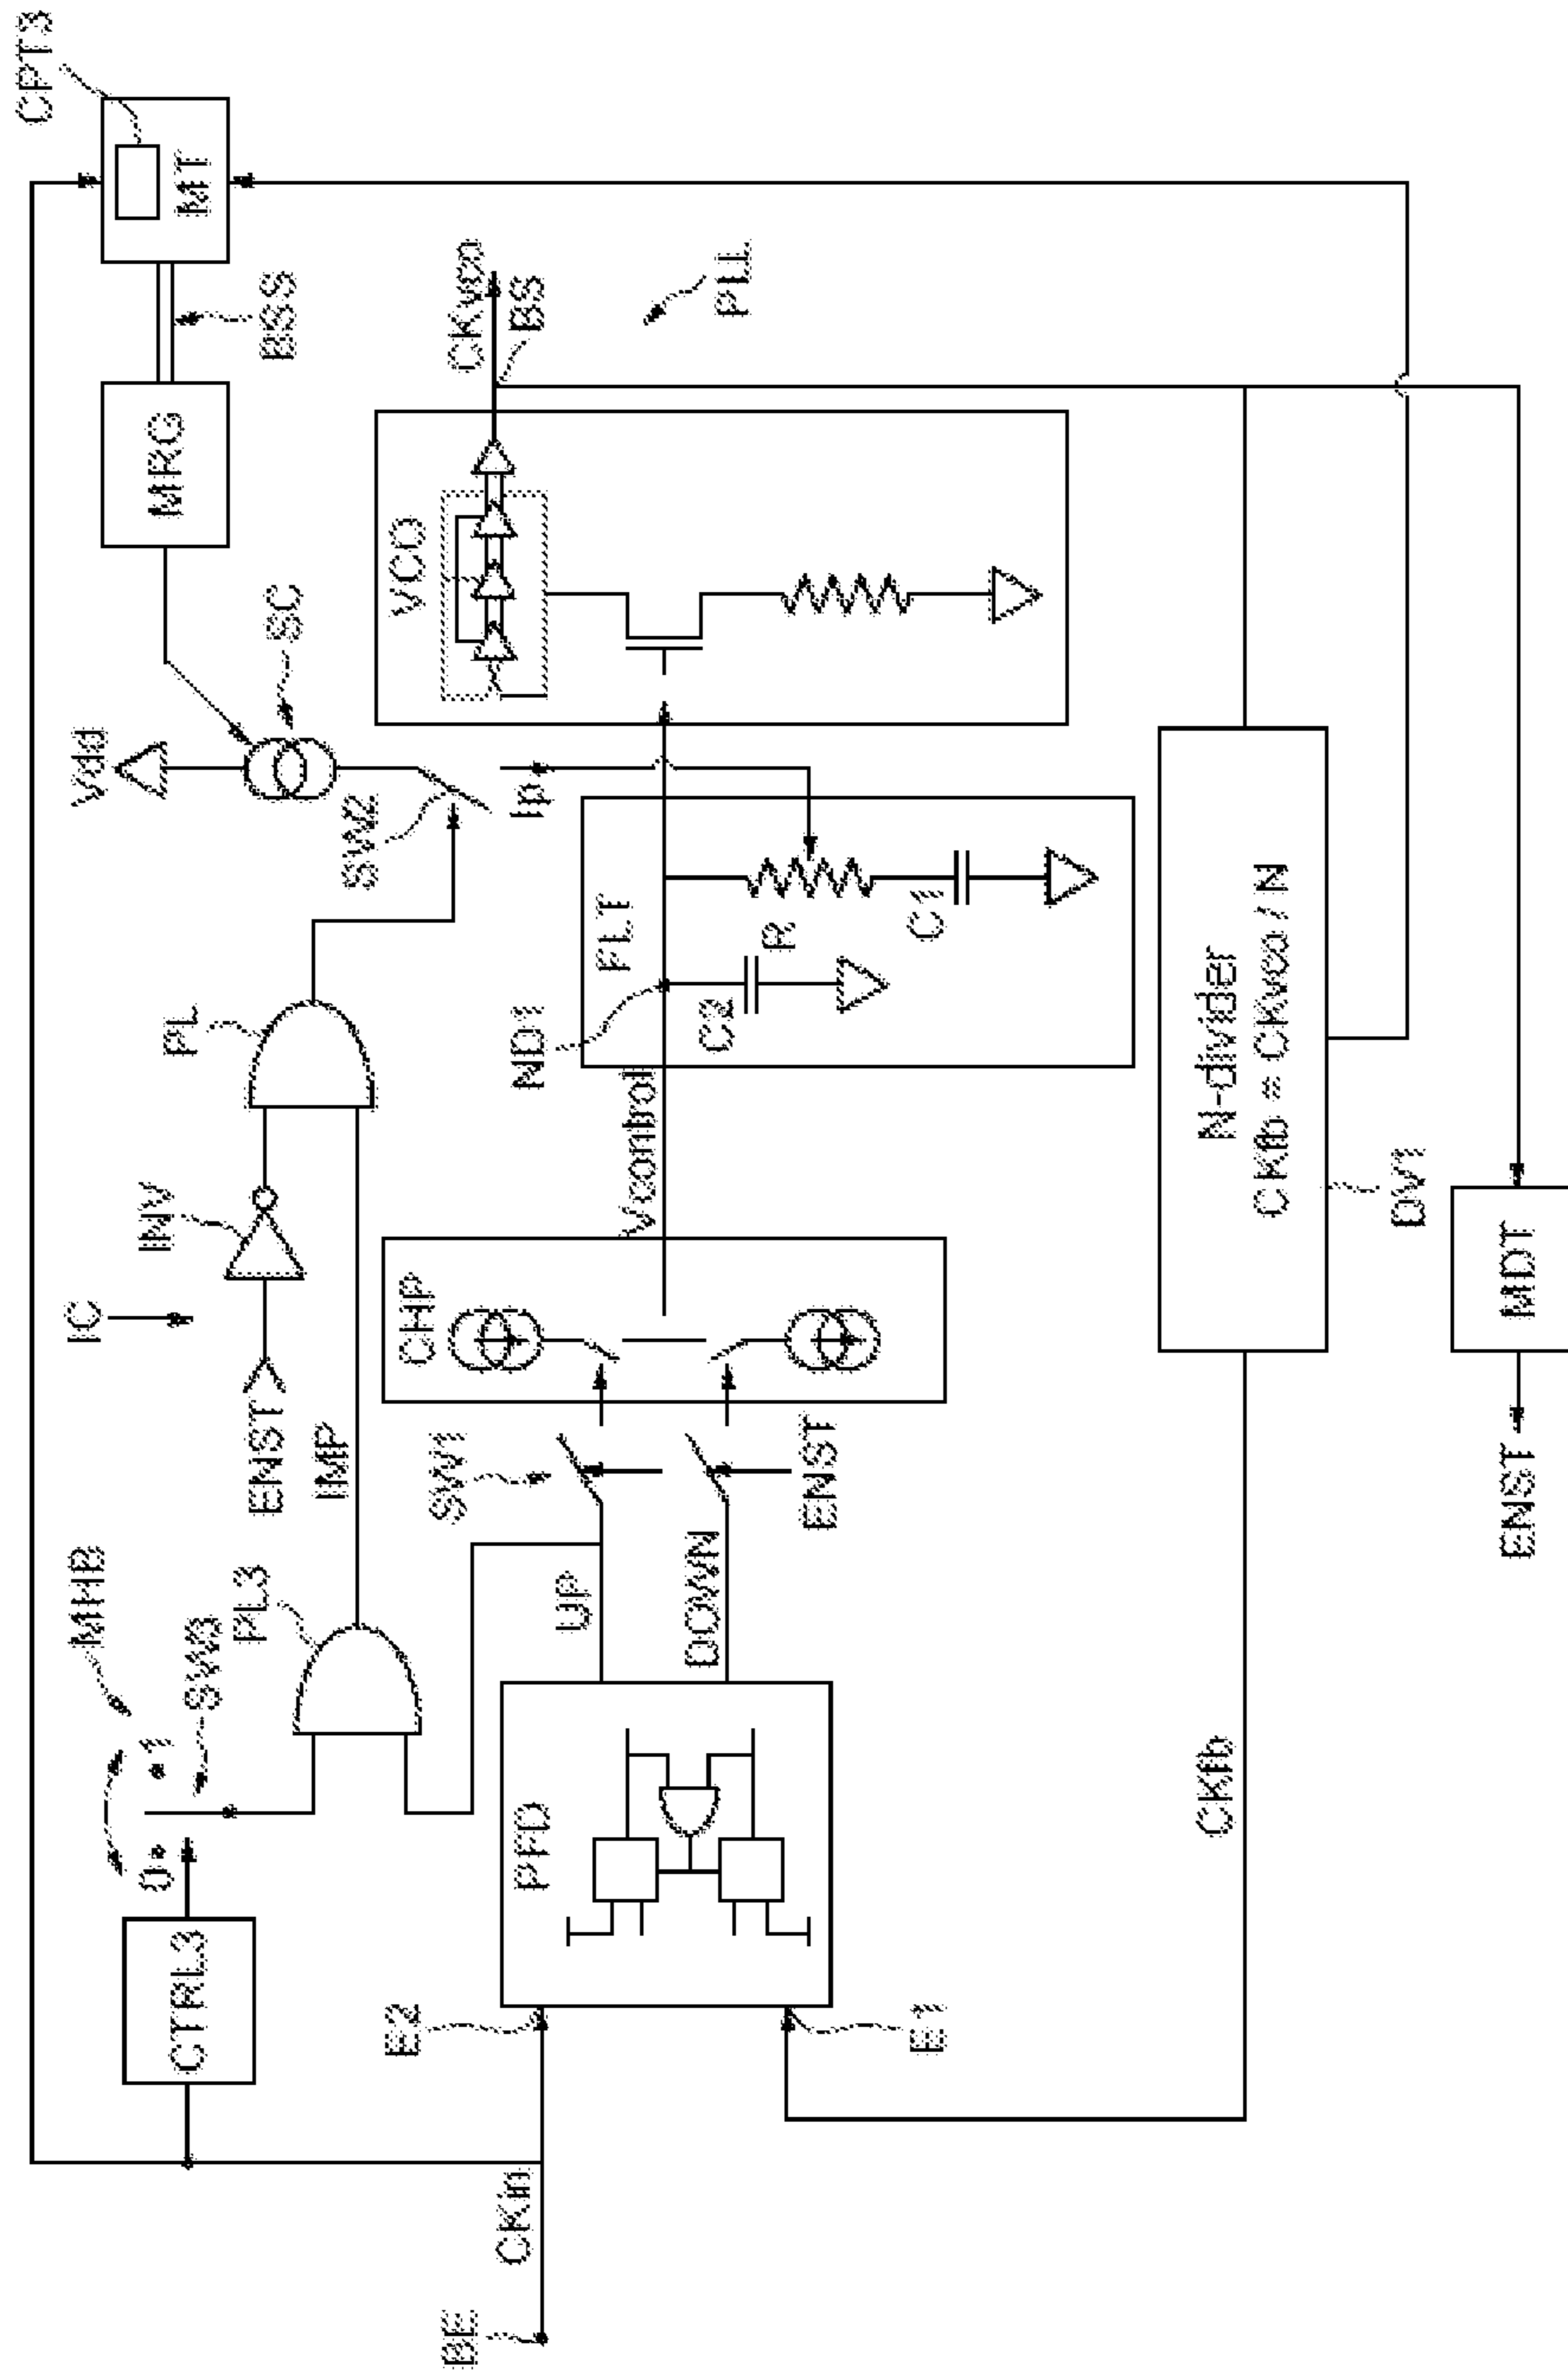 CPT3
MT
BSS
MRG
CKvco
BS
PLL
VCO
SC
Vdd
SW2
Ip
FLT
R
C1
C2
ND1
PL
INV
IC
ENST
IMP
Vcontrol
CHP
SW1
ENST
N-divider
CKfb = CKvco / N
DV1
MDT
ENST
MHB
SW3
PL3
1
0
UP
DOWN
PFD
CTRL3
E2
E1
CKfb
CKin
BE